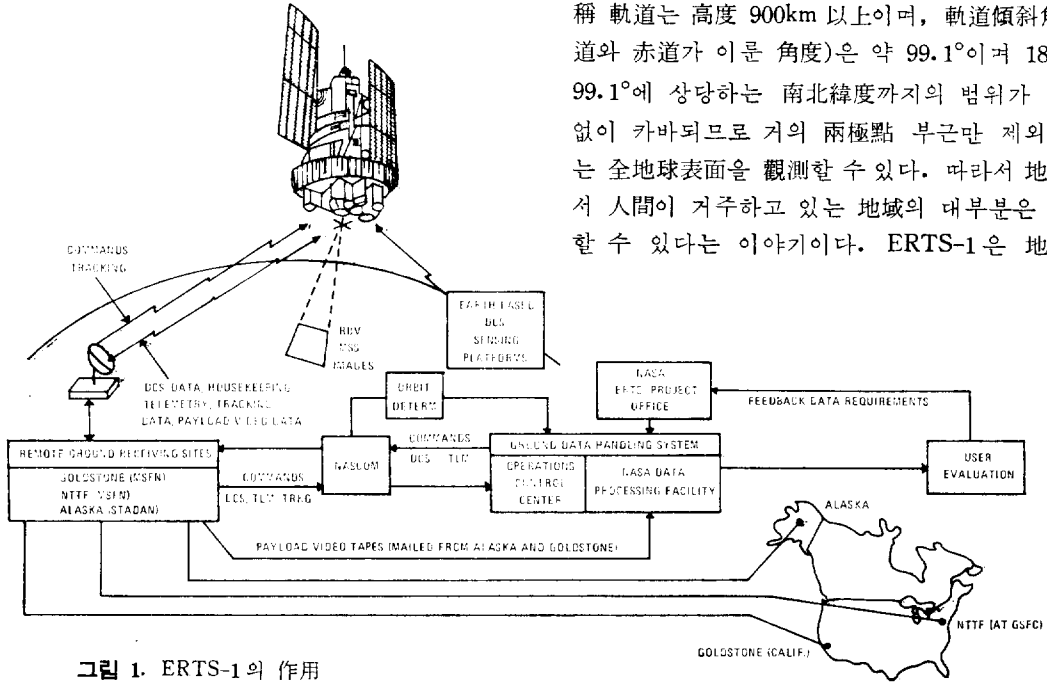 稱 軌道는 高度 900km 以上이며, 軌道傾斜角
道와 赤道가 이룬 角度)은 約 99.1°이며 18
99.1°에 상당하는 南北緯度까지의 범위가
없이 카바되므로 거의 兩極點 부근만 제외
는 全地球表面을 觀測할 수 있다. 따라서 地
서 人間이 거주하고 있는 地域의 대부분은
할 수 있다는 이야기이다. ERTS-1은 地
COMMANDS
TRACKING
RBV
MSS
IMAGES
EARTH BASED
DCS
SENSING
PLATFORMS
DCS DATA, HOUSEKEEPING
TELEMETRY, TRACKING
DATA, PAYLOAD VIDEO DATA
ORBIT
DETERM
NASA
ERTS PROJECT
OFFICE
FEEDBACK DATA REQUIREMENTS
REMOTE GROUND RECEIVING SITES
GOLDSTONE (MSFN)
NTTF (MSFN)
ALASKA (STADAN)
COMMANDS
DCS, TLM, TRKG
NASCOM
COMMANDS
DCS, TLM
GROUND DATA HANDLING SYSTEM
OPERATIONS
CONTROL
CENTER
NASA DATA
PROCESSING FACILITY
USER
EVALUATION
PAYLOAD VIDEO TAPES (MAILED FROM ALASKA AND GOLDSTONE)
ALASKA
NTTF (AT GSFC)
GOLDSTONE (CALIF.)
그림 1. ERTS-1의 作用